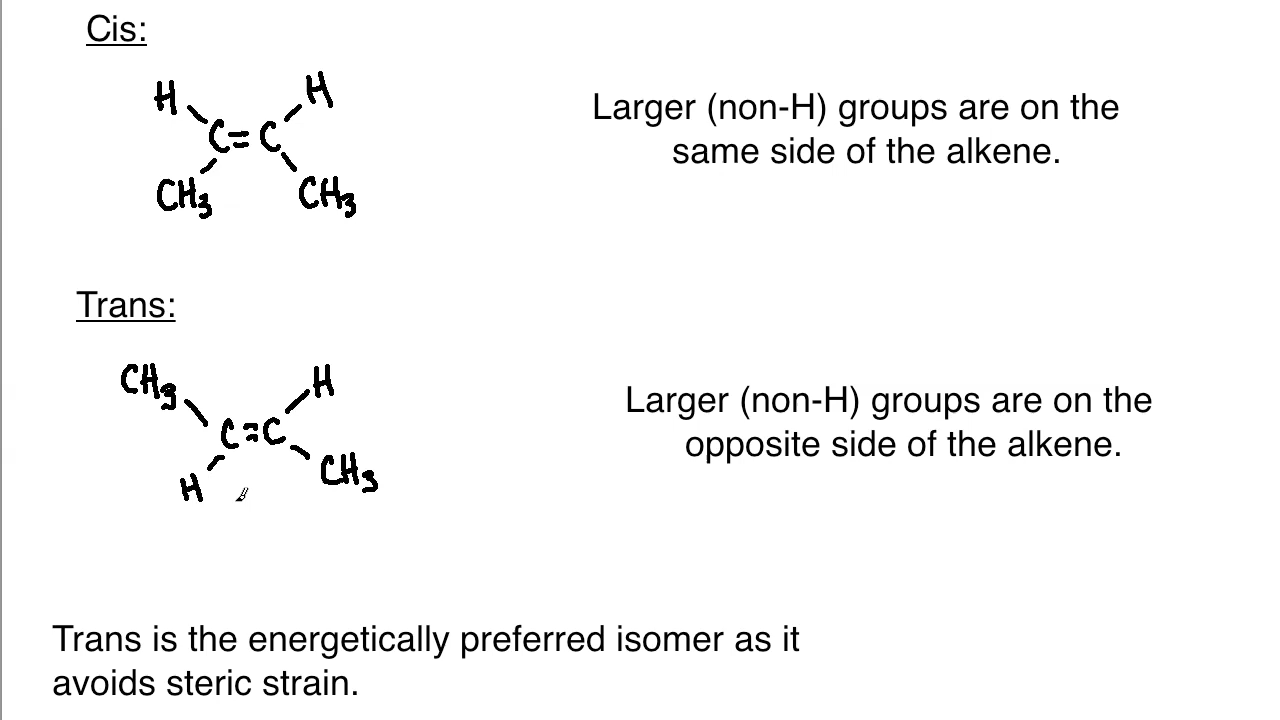 Cis:
H H
C=C
CH3 CH3
Larger (non-H) groups are on the
same side of the alkene.
Trans:
CH3 H
C=C
H CH3
Larger (non-H) groups are on the
opposite side of the alkene.
Trans is the energetically preferred isomer as it
avoids steric strain.